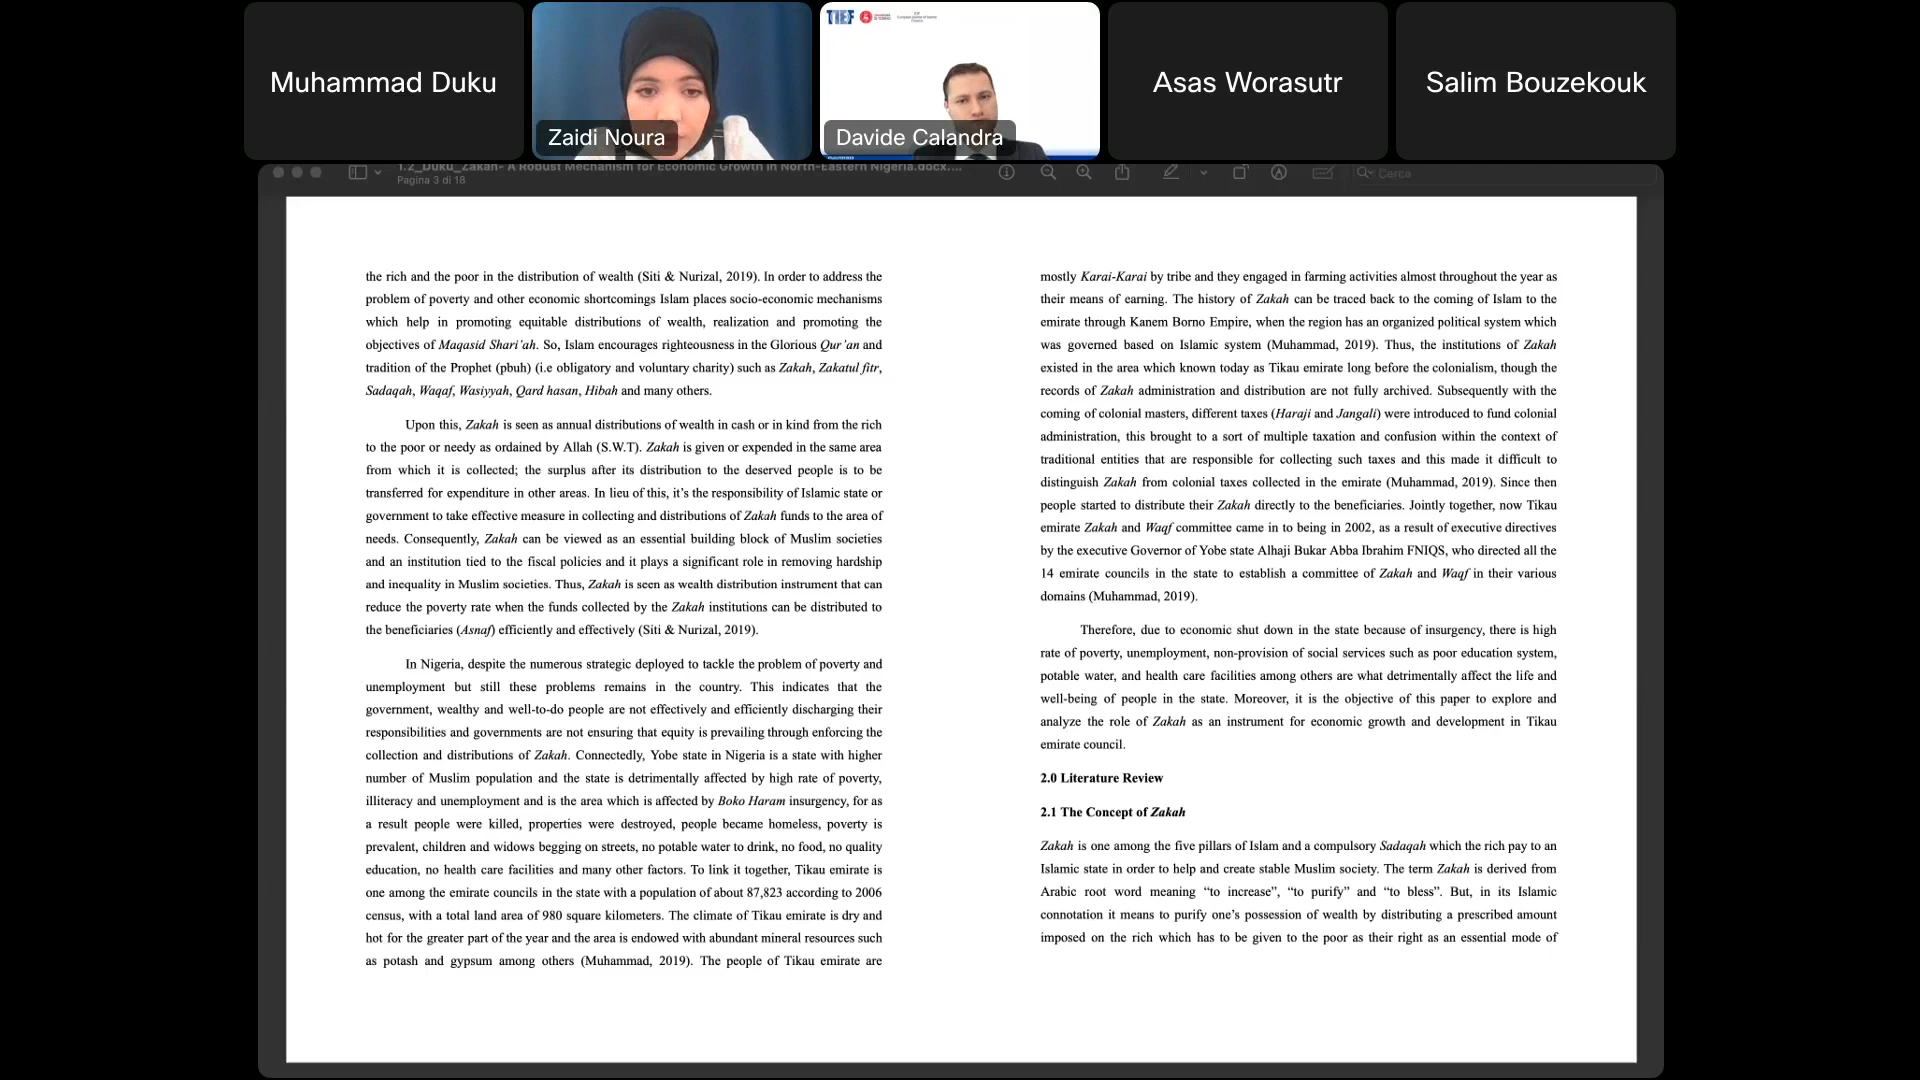 Muhammad Duku
Zaidi Noura
TIEF
Davide Calandra
Asas Worasutr
Salim Bouzekouk
1.2_Duku_Zakah- A Robust Mechanism for Economic Growth in North-Eastern Nigeria.docx....
Pagina 3 di 18
Cerca
the rich and the poor in the distribution of wealth (Siti & Nurizal, 2019). In order to address the
problem of poverty and other economic shortcomings Islam places socio-economic mechanisms
which help in promoting equitable distributions of wealth, realization and promoting the
objectives of Maqasid Shari’ah. So, Islam encourages righteousness in the Glorious Qur’an and
tradition of the Prophet (pbuh) (i.e obligatory and voluntary charity) such as Zakah, Zakatul fitr,
Sadaqah, Waqaf, Wasiyyah, Qard hasan, Hibah and many others.
Upon this, Zakah is seen as annual distributions of wealth in cash or in kind from the rich
to the poor or needy as ordained by Allah (S.W.T). Zakah is given or expended in the same area
from which it is collected; the surplus after its distribution to the deserved people is to be
transferred for expenditure in other areas. In lieu of this, it’s the responsibility of Islamic state or
government to take effective measure in collecting and distributions of Zakah funds to the area of
needs. Consequently, Zakah can be viewed as an essential building block of Muslim societies
and an institution tied to the fiscal policies and it plays a significant role in removing hardship
and inequality in Muslim societies. Thus, Zakah is seen as wealth distribution instrument that can
reduce the poverty rate when the funds collected by the Zakah institutions can be distributed to
the beneficiaries (Asnaf) efficiently and effectively (Siti & Nurizal, 2019).
In Nigeria, despite the numerous strategic deployed to tackle the problem of poverty and
unemployment but still these problems remains in the country. This indicates that the
government, wealthy and well-to-do people are not effectively and efficiently discharging their
responsibilities and governments are not ensuring that equity is prevailing through enforcing the
collection and distributions of Zakah. Connectedly, Yobe state in Nigeria is a state with higher
number of Muslim population and the state is detrimentally affected by high rate of poverty,
illiteracy and unemployment and is the area which is affected by Boko Haram insurgency, for as
a result people were killed, properties were destroyed, people became homeless, poverty is
prevalent, children and widows begging on streets, no potable water to drink, no food, no quality
education, no health care facilities and many other factors. To link it together, Tikau emirate is
one among the emirate councils in the state with a population of about 87,823 according to 2006
census, with a total land area of 980 square kilometers. The climate of Tikau emirate is dry and
hot for the greater part of the year and the area is endowed with abundant mineral resources such
as potash and gypsum among others (Muhammad, 2019). The people of Tikau emirate are
mostly Karai-Karai by tribe and they engaged in farming activities almost throughout the year as
their means of earning. The history of Zakah can be traced back to the coming of Islam to the
emirate through Kanem Borno Empire, when the region has an organized political system which
was governed based on Islamic system (Muhammad, 2019). Thus, the institutions of Zakah
existed in the area which known today as Tikau emirate long before the colonialism, though the
records of Zakah administration and distribution are not fully archived. Subsequently with the
coming of colonial masters, different taxes (Haraji and Jangali) were introduced to fund colonial
administration, this brought to a sort of multiple taxation and confusion within the context of
traditional entities that are responsible for collecting such taxes and this made it difficult to
distinguish Zakah from colonial taxes collected in the emirate (Muhammad, 2019). Since then
people started to distribute their Zakah directly to the beneficiaries. Jointly together, now Tikau
emirate Zakah and Waqf committee came in to being in 2002, as a result of executive directives
by the executive Governor of Yobe state Alhaji Bukar Abba Ibrahim FNIQS, who directed all the
14 emirate councils in the state to establish a committee of Zakah and Waqf in their various
domains (Muhammad, 2019).
Therefore, due to economic shut down in the state because of insurgency, there is high
rate of poverty, unemployment, non-provision of social services such as poor education system,
potable water, and health care facilities among others are what detrimentally affect the life and
well-being of people in the state. Moreover, it is the objective of this paper to explore and
analyze the role of Zakah as an instrument for economic growth and development in Tikau
emirate council.
2.0 Literature Review
2.1 The Concept of Zakah
Zakah is one among the five pillars of Islam and a compulsory Sadaqah which the rich pay to an
Islamic state in order to help and create stable Muslim society. The term Zakah is derived from
Arabic root word meaning “to increase”, “to purify” and “to bless”. But, in its Islamic
connotation it means to purify one’s possession of wealth by distributing a prescribed amount
imposed on the rich which has to be given to the poor as their right as an essential mode of